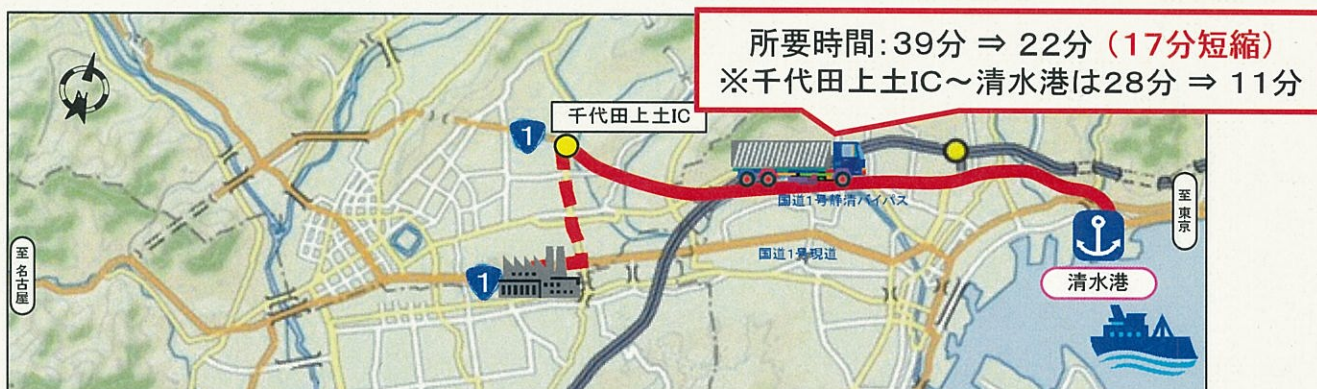 所要時間：39分 ⇒ 22分（17分短縮）
※千代田上土IC～清水港は28分 ⇒ 11分
千代田上土IC
1
国道1号静清バイパス
至 東京
国道1号現道
至 名古屋
1
清水港